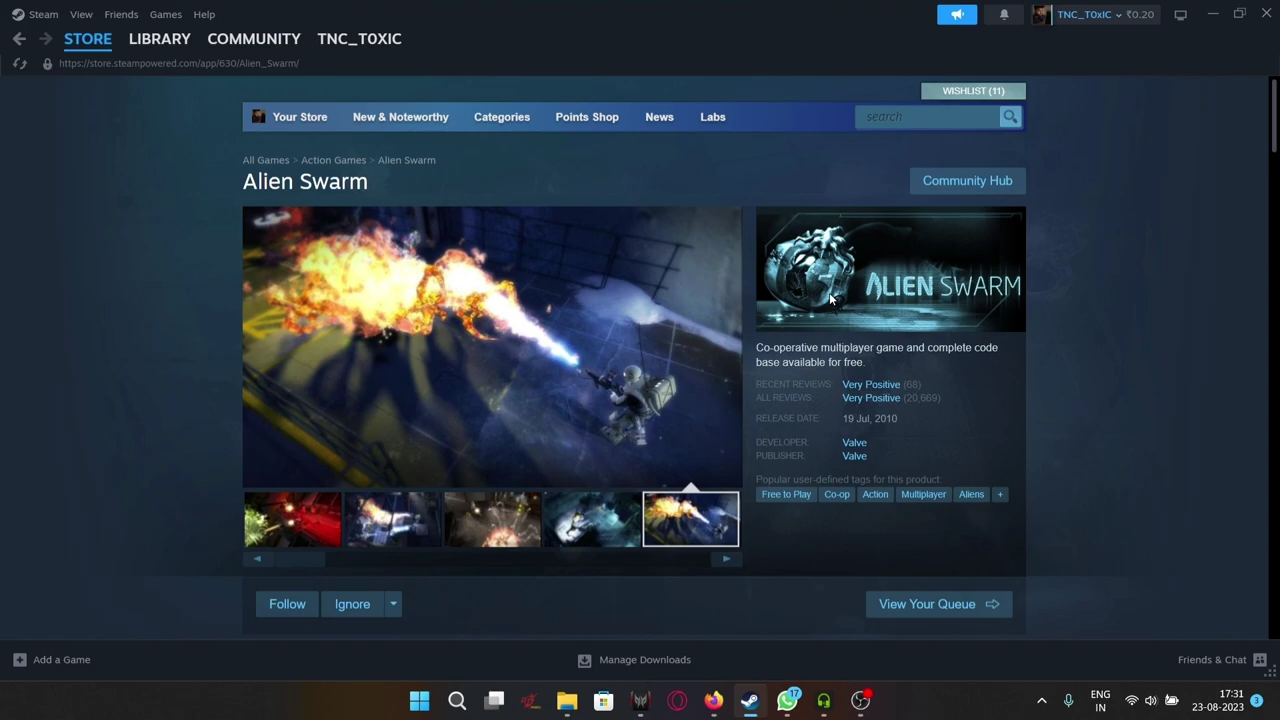 Steam View Friends Games Help
TNC_T0xIC ₹0.20
STORE LIBRARY COMMUNITY TNC_T0XIC
https://store.steampowered.com/app/630/Alien_Swarm/
WISHLIST (11)
Your Store New & Noteworthy Categories Points Shop News Labs search
All Games > Action Games > Alien Swarm
Alien Swarm
Community Hub
ALIEN SWARM
Co-operative multiplayer game and complete code
base available for free.
RECENT REVIEWS: Very Positive (68)
ALL REVIEWS: Very Positive (20,669)
RELEASE DATE: 19 Jul, 2010
DEVELOPER: Valve
PUBLISHER: Valve
Popular user-defined tags for this product:
Free to Play Co-op Action Multiplayer Aliens +
Follow Ignore View Your Queue
Add a Game Manage Downloads Friends & Chat
17
ENG
IN
17:31
23-08-2023
3